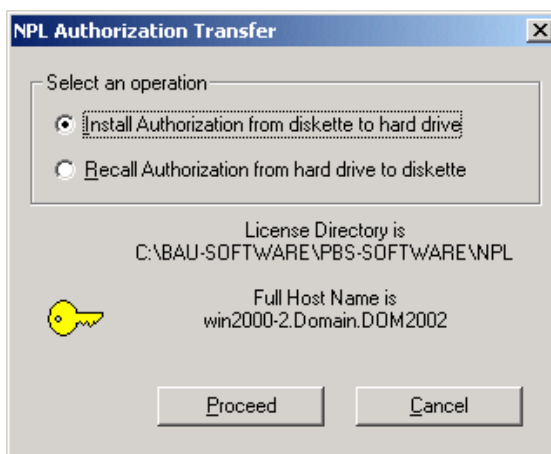 NPL Authorization Transfer
Select an operation
Install Authorization from diskette to hard drive
Recall Authorization from hard drive to diskette
License Directory is
C:\BAU-SOFTWARE\PBS-SOFTWARE\NPL
Full Host Name is
win2000-2.Domain.DOM2002
Proceed
Cancel